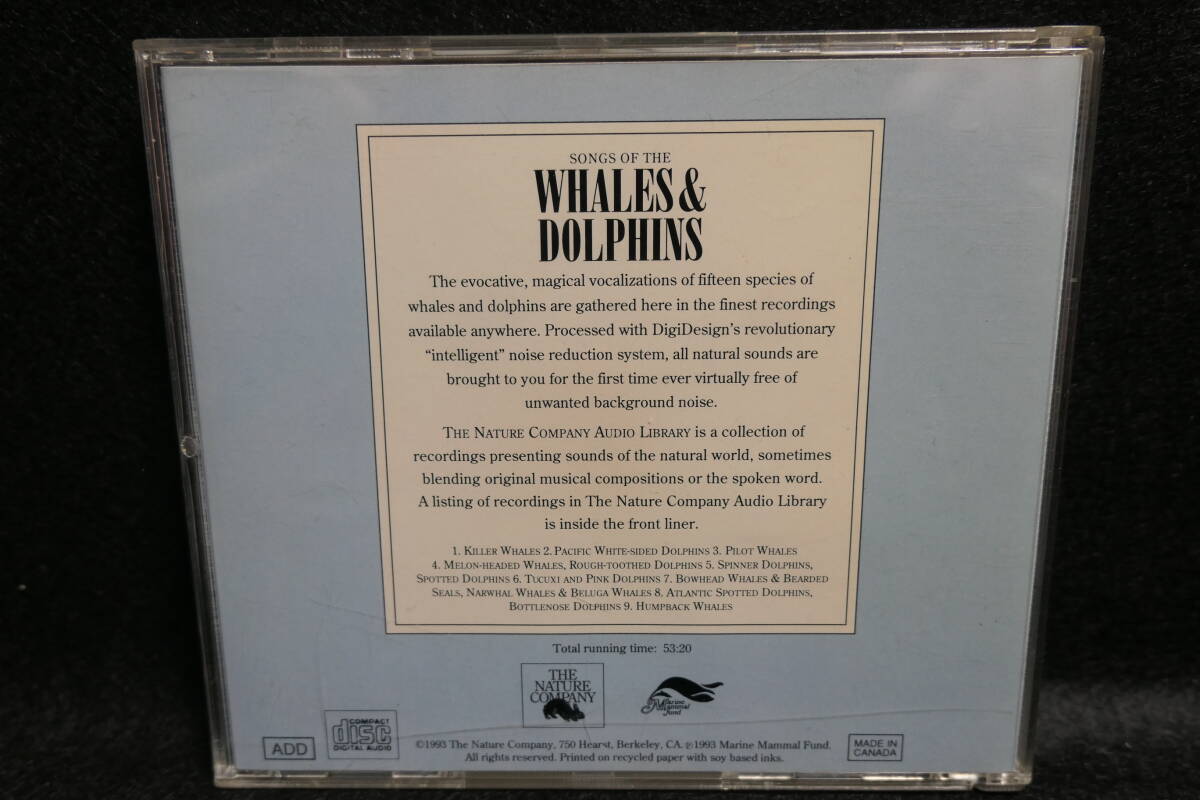 SONGS OF THE
WHALES &
DOLPHINS
The evocative, magical vocalizations of fifteen species of
whales and dolphins are gathered here in the finest recordings
available anywhere. Processed with DigiDesign's revolutionary
“intelligent” noise reduction system, all natural sounds are
brought to you for the first time ever virtually free of
unwanted background noise.
THE NATURE COMPANY AUDIO LIBRARY is a collection of
recordings presenting sounds of the natural world, sometimes
blending original musical compositions or the spoken word.
A listing of recordings in The Nature Company Audio Library
is inside the front liner.
1. KILLER WHALES 2. PACIFIC WHITE-SIDED DOLPHINS 3. PILOT WHALES
4. MELON-HEADED WHALES, ROUGH-TOOTHED DOLPHINS 5. SPINNER DOLPHINS,
SPOTTED DOLPHINS 6. TUCUXI AND PINK DOLPHINS 7. BOWHEAD WHALES & BEARDED
SEALS, NARWHAL WHALES & BELUGA WHALES 8. ATLANTIC SPOTTED DOLPHINS,
BOTTLENOSE DOLPHINS 9. HUMPBACK WHALES
Total running time: 53:20
THE
NATURE
COMPANY
Marine
Mammal
Fund
ADD
COMPACT
disc
DIGITAL AUDIO
©1993 The Nature Company, 750 Hearst, Berkeley, CA. ℗1993 Marine Mammal Fund.
All rights reserved. Printed on recycled paper with soy based inks.
MADE IN
CANADA